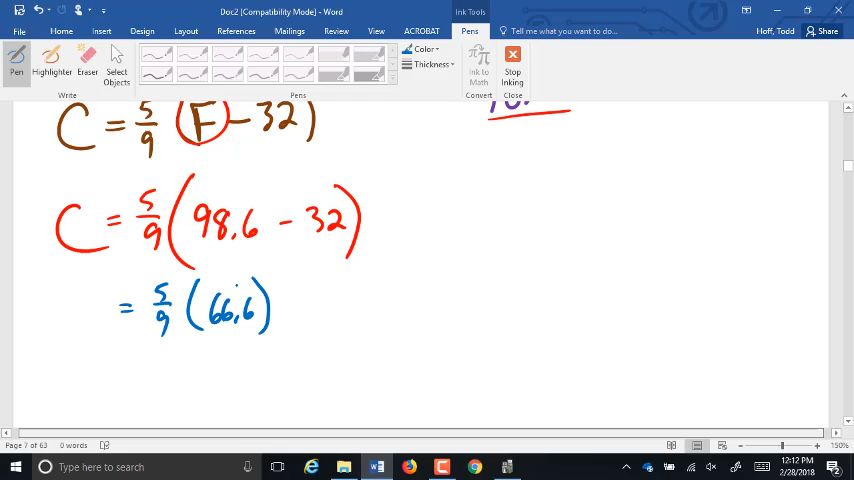 Doc2 [Compatibility Mode] - Word
Ink Tools
Hoff, Todd
File Home Insert Draw Design Layout References Mailings Review View ACROBAT Pens Tell me what you want to do... Share
Pen Highlighter Eraser Select Objects
Color
Thickness
Ink to Math
Stop Inking
Write Pens Convert Close
C = 5/9 (F - 32)
C = 5/9 (98.6 - 32)
= 5/9 (66.6)
Page 7 of 63 0 words 150%
Type here to search
12:12 PM
2/28/2018
2